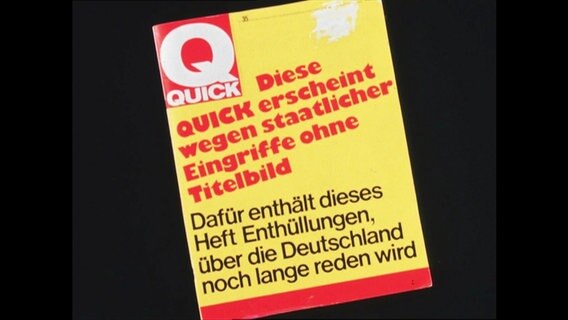 35
Q
QUICK
Diese
QUICK erscheint
wegen staatlicher
Eingriffe ohne
Titelbild
Dafür enthält dieses
Heft Enthüllungen,
über die Deutschland
noch lange reden wird